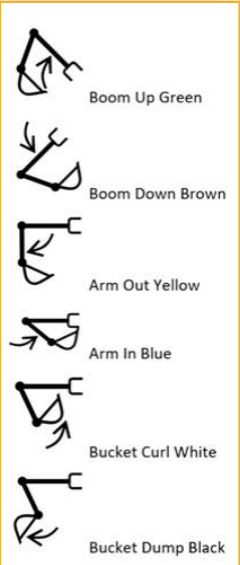 Boom Up Green
Boom Down Brown
Arm Out Yellow
Arm In Blue
Bucket Curl White
Bucket Dump Black